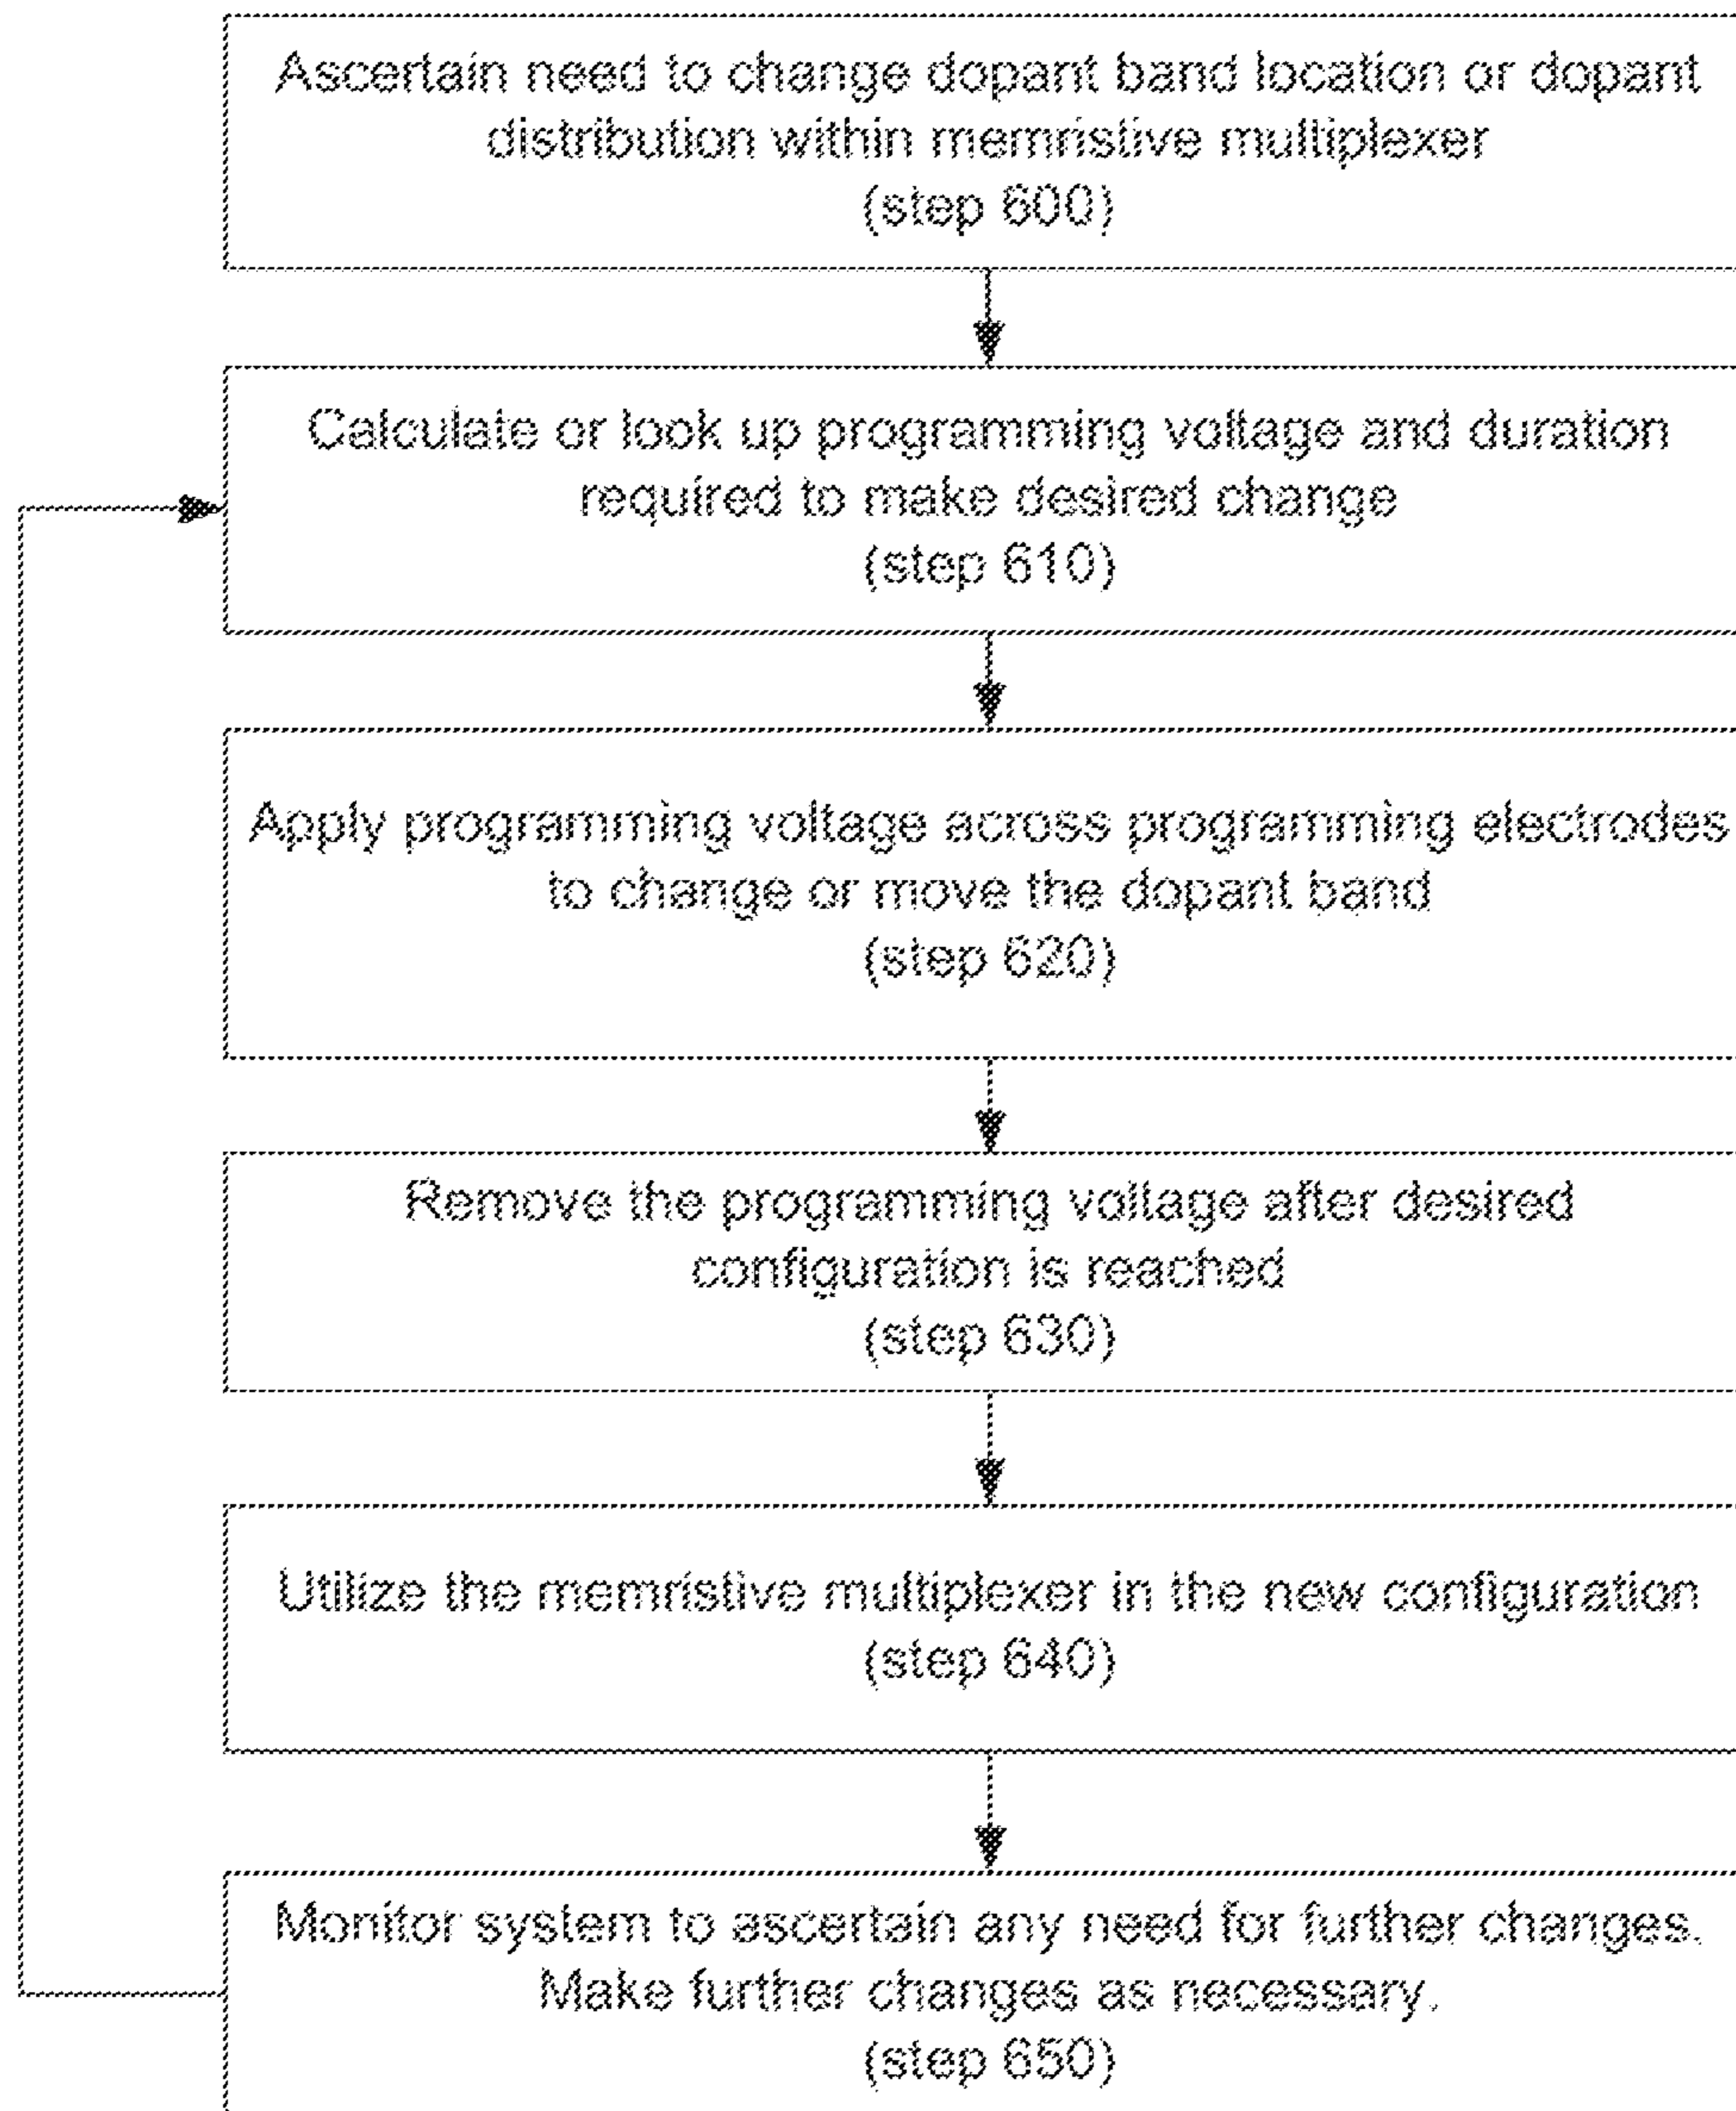 Ascertain need to change dopant band location or dopant
distribution within memristive multiplexer
(step 600)
Calculate or look up programming voltage and duration
required to make desired change
(step 610)
Apply programming voltage across programming electrodes
to change or move the dopant band
(step 620)
Remove the programming voltage after desired
configuration is reached
(step 630)
Utilize the memristive multiplexer in the new configuration
(step 640)
Monitor system to ascertain any need for further changes.
Make further changes as necessary.
(step 650)